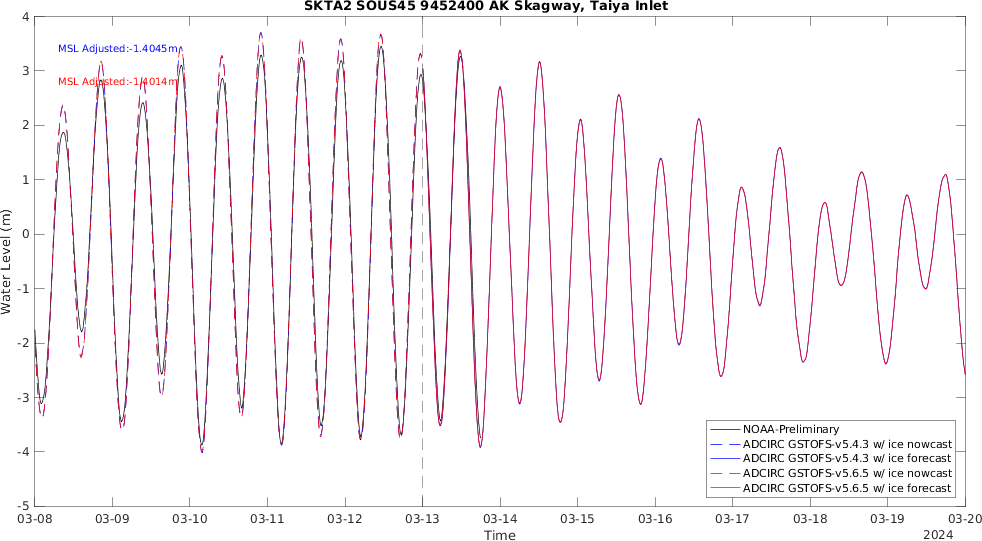 SKTA2 SOUS45 9452400 AK Skagway, Taiya Inlet
4
MSL Adjusted:-1.4045m
3
MSL Adjusted:-1.4014m
2
1
0
-1
-2
-3
-4
-5
Water Level (m)
NOAA-Preliminary
ADCIRC GSTOFS-v5.4.3 w/ ice nowcast
ADCIRC GSTOFS-v5.4.3 w/ ice forecast
ADCIRC GSTOFS-v5.6.5 w/ ice nowcast
ADCIRC GSTOFS-v5.6.5 w/ ice forecast
03-08 03-09 03-10 03-11 03-12 03-13 03-14 03-15 03-16 03-17 03-18 03-19 03-20
Time
2024